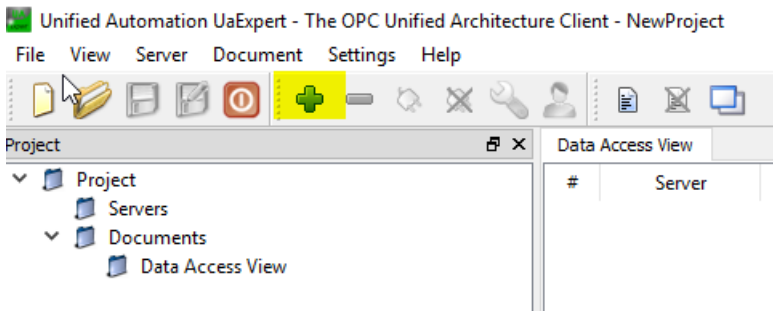 Unified Automation UaExpert - The OPC Unified Architecture Client - NewProject
File View Server Document Settings Help
Project
Data Access View
Project
# Server
Servers
Documents
Data Access View